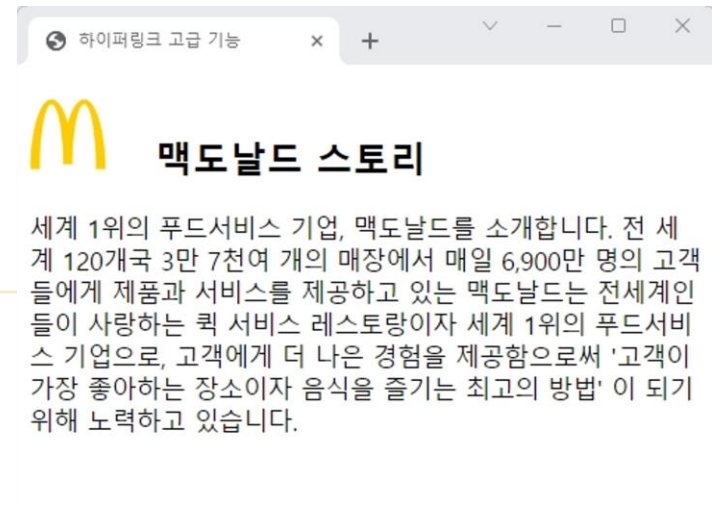 하이퍼링크 고급 기능
맥도날드 스토리
세계 1위의 푸드서비스 기업, 맥도날드를 소개합니다. 전 세
계 120개국 3만 7천여 개의 매장에서 매일 6,900만 명의 고객
들에게 제품과 서비스를 제공하고 있는 맥도날드는 전세계인
들이 사랑하는 퀵 서비스 레스토랑이자 세계 1위의 푸드서비
스 기업으로, 고객에게 더 나은 경험을 제공함으로써 '고객이
가장 좋아하는 장소이자 음식을 즐기는 최고의 방법' 이 되기
위해 노력하고 있습니다.